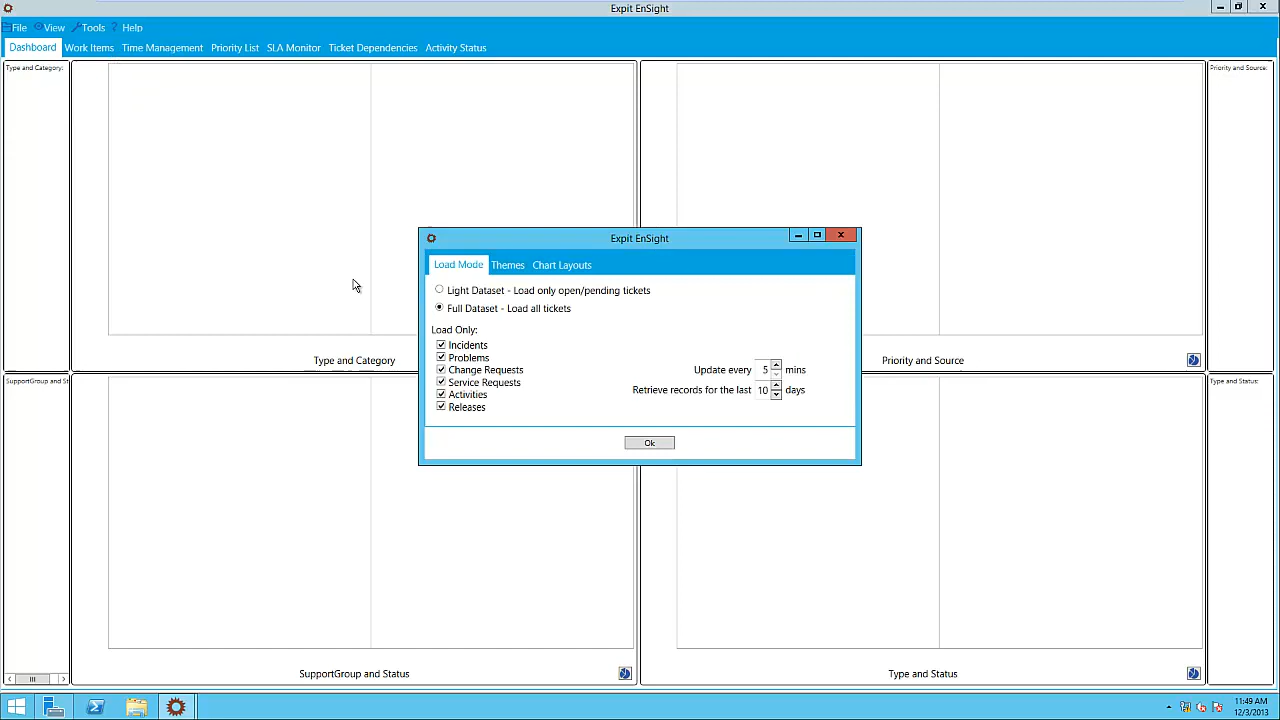 Expit EnSight
File View Tools ? Help
Dashboard Work Items Time Management Priority List SLA Monitor Ticket Dependencies Activity Status
Type and Category:
Priority and Source:
Expit EnSight
Load Mode Themes Chart Layouts
Light Dataset - Load only open/pending tickets
Full Dataset - Load all tickets
Load Only:
Incidents
Problems
Change Requests
Service Requests
Activities
Releases
Update every 5 mins
Retrieve records for the last 10 days
Ok
Type and Category
Priority and Source
SupportGroup and St
Type and Status:
SupportGroup and Status
Type and Status
11:49 AM
12/3/2013